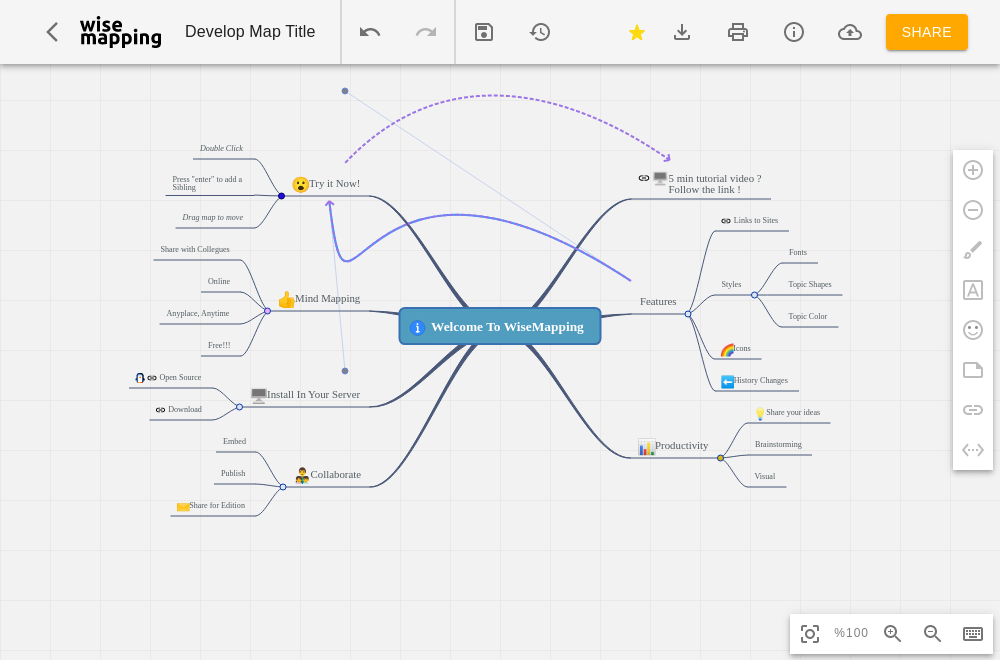 wise
mapping
Develop Map Title
SHARE
Double Click
Press "enter" to add a
Sibling
Drag map to move
Try it Now!
Share with Collegues
Online
Anyplace, Anytime
Free!!!
Mind Mapping
Open Source
Download
Install In Your Server
Embed
Publish
Share for Edition
Collaborate
Welcome To WiseMapping
5 min tutorial video ?
Follow the link !
Links to Sites
Fonts
Styles
Topic Shapes
Topic Color
Features
Icons
History Changes
Share your ideas
Productivity
Brainstorming
Visual
%100